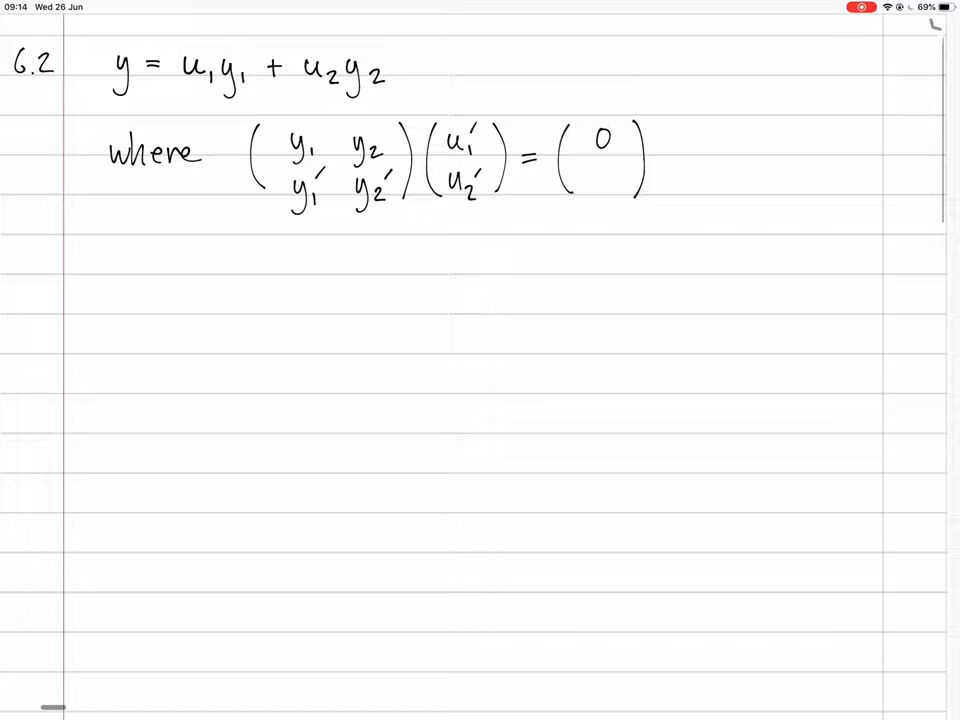 09:14 Wed 26 Jun 69%
6.2 y = u₁y₁ + u₂y₂
where ( y₁ y₂ ) ( u₁′ ) = ( 0 )
( y₁′ y₂′ ) ( u₂′ ) ( )